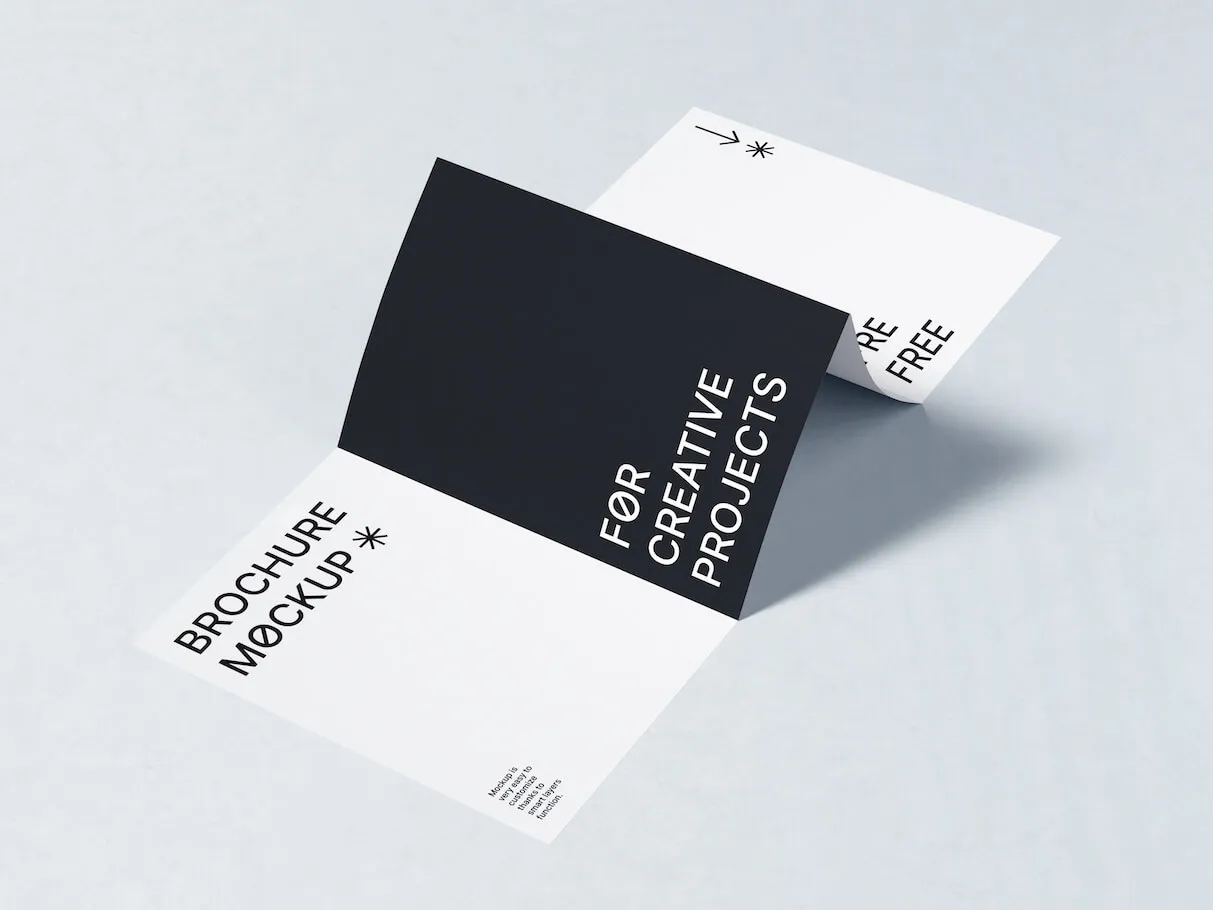 BROCHURE
MØCKUP *
Mockup is
very easy to
customize
thanks to
smart layers
function.
FØR
CREATIVE
PROJECTS
↓*
RE
FREE